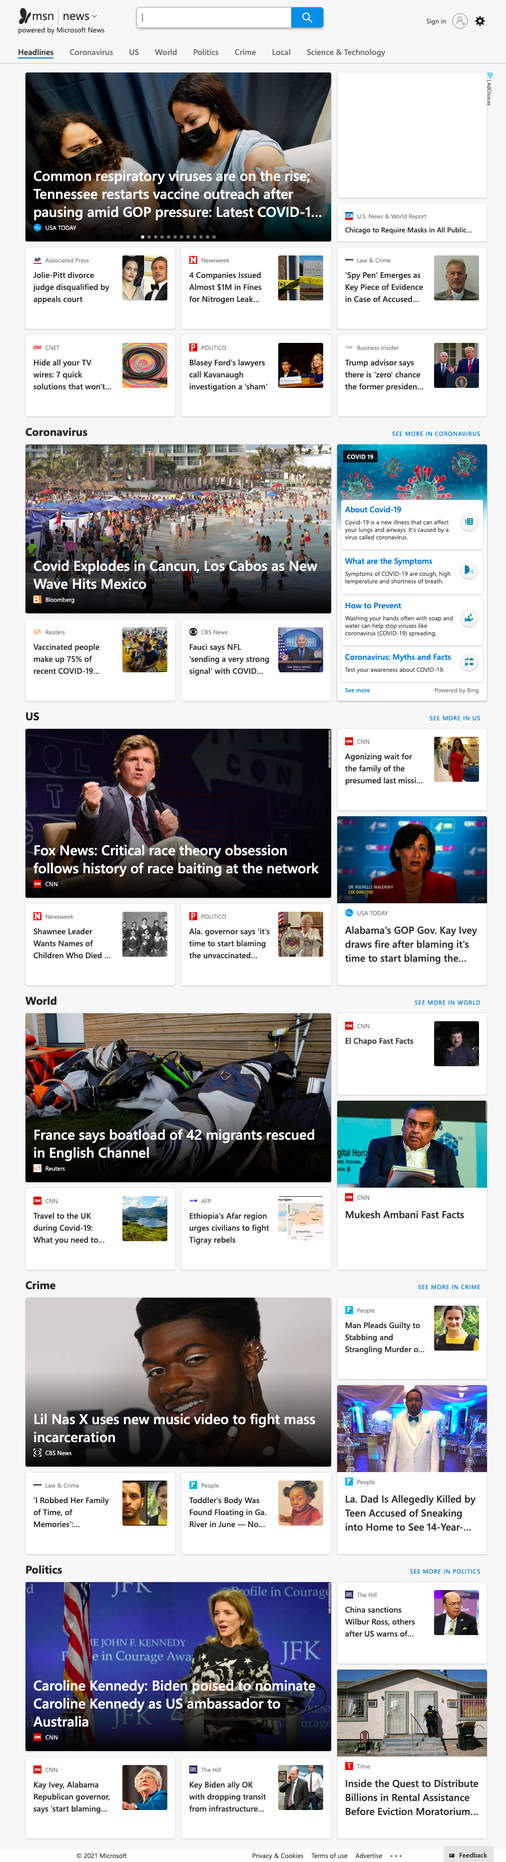 msn | news
powered by Microsoft News
Sign in
Headlines
Coronavirus
US
World
Politics
Crime
Local
Science & Technology
AdChoices
Common respiratory viruses are on the rise;
Tennessee restarts vaccine outreach after
pausing amid GOP pressure: Latest COVID-1...
USA TODAY
U.S. News & World Report
Chicago to Require Masks in All Public...
AP Associated Press
Jolie-Pitt divorce
judge disqualified by
appeals court
N Newsweek
4 Companies Issued
Almost $1M in Fines
for Nitrogen Leak...
Law & Crime
'Spy Pen' Emerges as
Key Piece of Evidence
in Case of Accused...
CNET
Hide all your TV
wires: 7 quick
solutions that won't...
P POLITICO
Blasey Ford's lawyers
call Kavanaugh
investigation a 'sham'
Business Insider
Trump advisor says
there is 'zero' chance
the former presiden...
Coronavirus
SEE MORE IN CORONAVIRUS
Covid Explodes in Cancun, Los Cabos as New
Wave Hits Mexico
Bloomberg
COVID 19
About Covid-19
Covid-19 is a new illness that can affect
your lungs and airways. It's caused by a
virus called coronavirus.
What are the Symptoms
Symptoms of COVID-19 are cough, high
temperature and shortness of breath.
How to Prevent
Washing your hands often with soap and
water can help stop viruses like
coronavirus (COVID-19) spreading.
Coronavirus: Myths and Facts
Test your awareness about COVID-19.
See more
Powered by Bing
Reuters
Vaccinated people
make up 75% of
recent COVID-19...
CBS News
Fauci says NFL
'sending a very strong
signal' with COVID...
US
SEE MORE IN US
Fox News: Critical race theory obsession
follows history of race baiting at the network
CNN
CNN
Agonizing wait for
the family of the
presumed last missi...
DR. ROCHELLE WALENSKY
CDC DIRECTOR
USA TODAY
Alabama's GOP Gov. Kay Ivey
draws fire after blaming it's
time to start blaming the...
N Newsweek
Shawnee Leader
Wants Names of
Children Who Died ...
P POLITICO
Ala. governor says 'it's
time to start blaming
the unvaccinated...
World
SEE MORE IN WORLD
France says boatload of 42 migrants rescued
in English Channel
Reuters
CNN
El Chapo Fast Facts
CNN
Mukesh Ambani Fast Facts
CNN
Travel to the UK
during Covid-19:
What you need to...
AFP
Ethiopia's Afar region
urges civilians to fight
Tigray rebels
Crime
SEE MORE IN CRIME
Lil Nas X uses new music video to fight mass
incarceration
CBS News
People
Man Pleads Guilty to
Stabbing and
Strangling Murder o...
People
La. Dad Is Allegedly Killed by
Teen Accused of Sneaking
into Home to See 14-Year-...
Law & Crime
'I Robbed Her Family
of Time, of
Memories':...
People
Toddler's Body Was
Found Floating in Ga.
River in June — No...
Politics
SEE MORE IN POLITICS
JFK
Profile in Courage
JOHN F. KENNEDY
JFK
Caroline Kennedy: Biden poised to nominate
Caroline Kennedy as US ambassador to
Australia
CNN
The Hill
China sanctions
Wilbur Ross, others
after US warns of...
Time
Inside the Quest to Distribute
Billions in Rental Assistance
Before Eviction Moratorium...
CNN
Kay Ivey, Alabama
Republican governor,
says 'start blaming...
The Hill
Key Biden ally OK
with dropping transit
from infrastructure...
© 2021 Microsoft
Privacy & Cookies
Terms of use
Advertise
...
Feedback